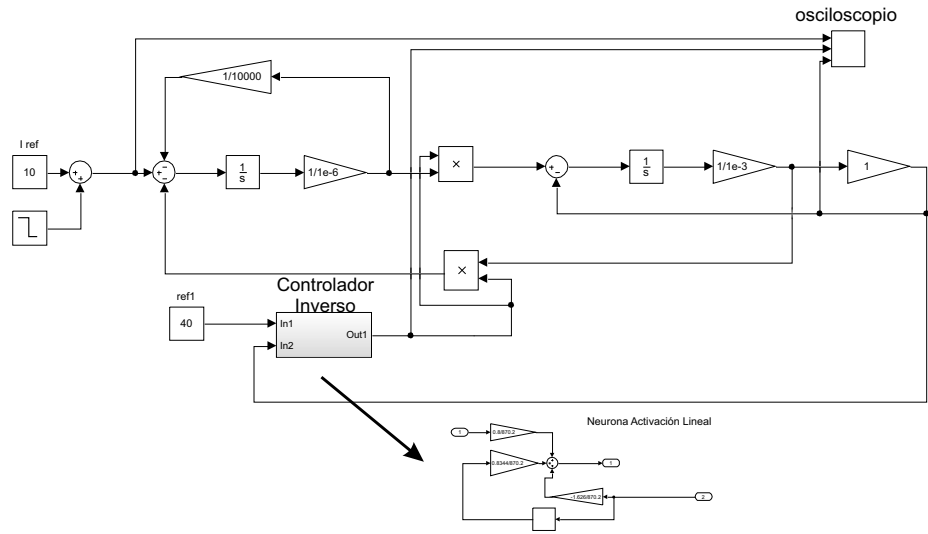 osciloscopio
1/10000
I ref
10
+
+
−
−
+
1
s
1/1e-6
×
+
−
1
s
1/1e-3
1
×
Controlador
Inverso
ref1
40
In1
In2
Out1
Neurona Activación Lineal
1
0.8/870.2
0.8344/870.2
1
-1.626/870.2
2